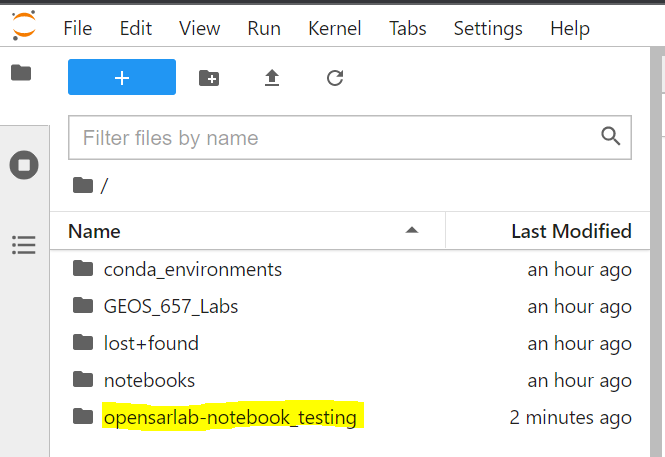 File Edit View Run Kernel Tabs Settings Help
+
Filter files by name
/
Name Last Modified
conda_environments an hour ago
GEOS_657_Labs an hour ago
lost+found an hour ago
notebooks an hour ago
opensarlab-notebook_testing 2 minutes ago